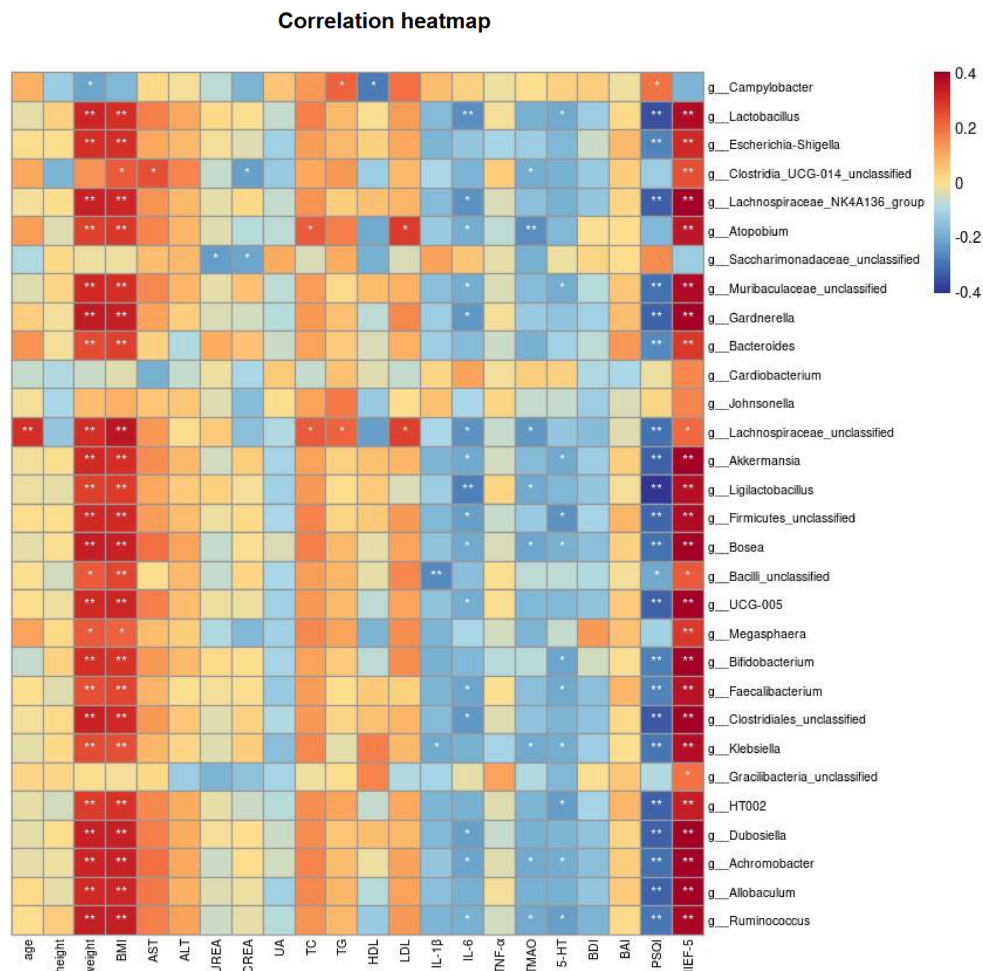 Correlation heatmap
g__Campylobacter
g__Lactobacillus
g__Escherichia-Shigella
g__Clostridia_UCG-014_unclassified
g__Lachnospiraceae_NK4A136_group
g__Atopobium
g__Saccharimonadaceae_unclassified
g__Muribaculaceae_unclassified
g__Gardnerella
g__Bacteroides
g__Cardiobacterium
g__Johnsonella
g__Lachnospiraceae_unclassified
g__Akkermansia
g__Ligilactobacillus
g__Firmicutes_unclassified
g__Bosea
g__Bacilli_unclassified
g__UCG-005
g__Megasphaera
g__Bifidobacterium
g__Faecalibacterium
g__Clostridiales_unclassified
g__Klebsiella
g__Gracilibacteria_unclassified
g__HT002
g__Dubosiella
g__Achromobacter
g__Allobaculum
g__Ruminococcus
0.4
0.2
0
-0.2
-0.4
age
height
weight
BMI
AST
ALT
UREA
CREA
UA
TC
TG
HDL
LDL
IL-1β
IL-6
TNF-α
TMAO
5-HT
BDI
BAI
PSQI
IEF-5